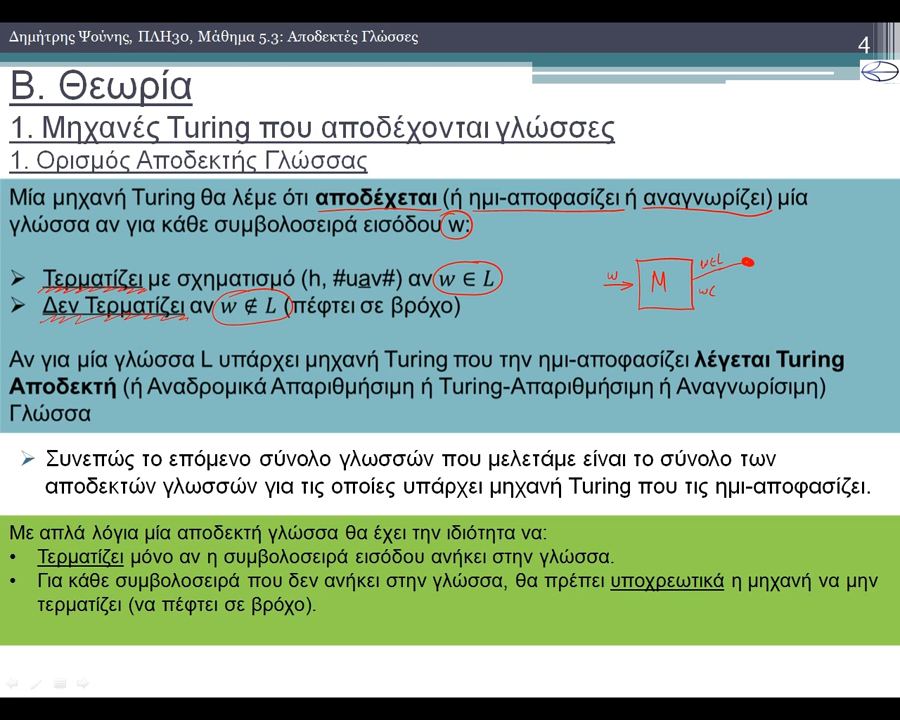 Δημήτρης Ψούνης, ΠΛΗ30, Μάθημα 5.3: Αποδεκτές Γλώσσες
4
Β. Θεωρία
1. Μηχανές Turing που αποδέχονται γλώσσες
1. Ορισμός Αποδεκτής Γλώσσας
Μία μηχανή Turing θα λέμε ότι αποδέχεται (ή ημι-αποφασίζει ή αναγνωρίζει) μία
γλώσσα αν για κάθε συμβολοσειρά εισόδου w:
➢ Τερματίζει με σχηματισμό (h, #uav#) αν w ∈ L
➢ Δεν Τερματίζει αν w ∉ L (πέφτει σε βρόχο)
w M w∈L
w∈
Αν για μία γλώσσα L υπάρχει μηχανή Turing που την ημι-αποφασίζει λέγεται Turing
Αποδεκτή (ή Αναδρομικά Απαριθμήσιμη ή Turing-Απαριθμήσιμη ή Αναγνωρίσιμη)
Γλώσσα
➢ Συνεπώς το επόμενο σύνολο γλωσσών που μελετάμε είναι το σύνολο των
αποδεκτών γλωσσών για τις οποίες υπάρχει μηχανή Turing που τις ημι-αποφασίζει.
Με απλά λόγια μία αποδεκτή γλώσσα θα έχει την ιδιότητα να:
• Τερματίζει μόνο αν η συμβολοσειρά εισόδου ανήκει στην γλώσσα.
• Για κάθε συμβολοσειρά που δεν ανήκει στην γλώσσα, θα πρέπει υποχρεωτικά η μηχανή να μην
τερματίζει (να πέφτει σε βρόχο).